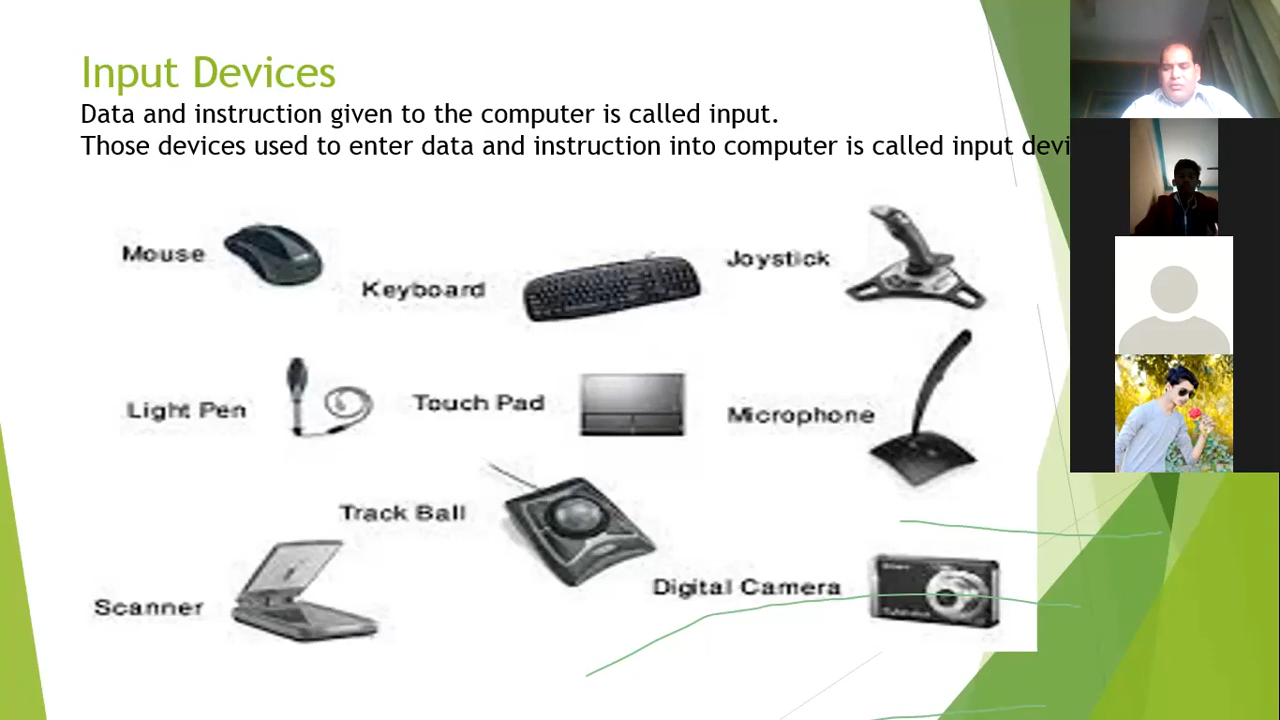 Input Devices
Data and instruction given to the computer is called input.
Those devices used to enter data and instruction into computer is called input devi
Mouse
Keyboard
Joystick
Light Pen
Touch Pad
Microphone
Track Ball
Scanner
Digital Camera